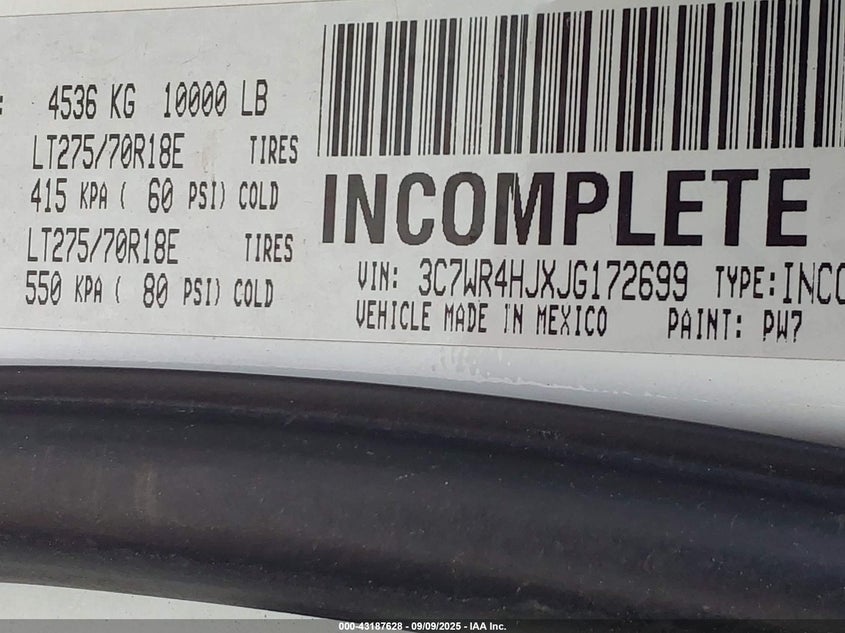 : 4536 KG 10000 LB
LT275/70R18E TIRES
415 KPA ( 60 PSI) COLD
LT275/70R18E TIRES
550 KPA ( 80 PSI) COLD
INCOMPLETE
VIN: 3C7WR4HJXJG172699 TYPE: INCO
VEHICLE MADE IN MEXICO PAINT: PW7
000-43187628 - 09/09/2025 - IAA Inc.